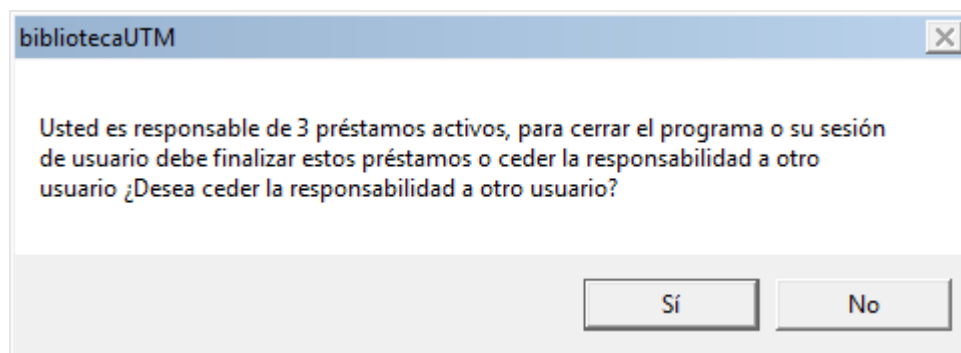 bibliotecaUTM
Usted es responsable de 3 préstamos activos, para cerrar el programa o su sesión
de usuario debe finalizar estos préstamos o ceder la responsabilidad a otro
usuario ¿Desea ceder la responsabilidad a otro usuario?
Sí
No